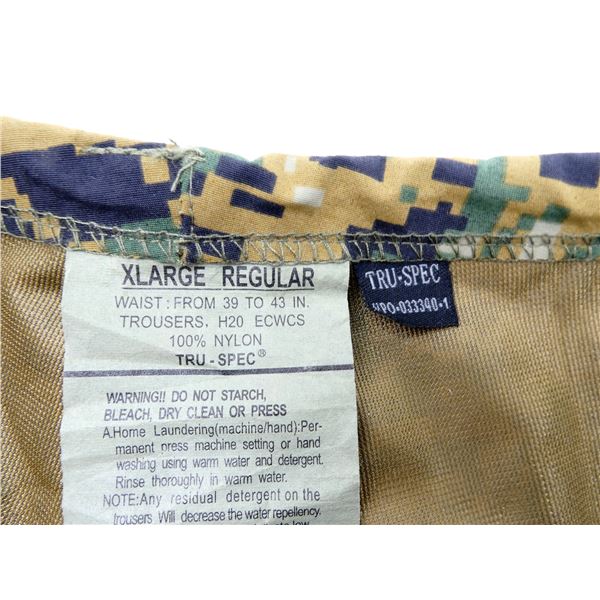 XLARGE REGULAR
WAIST : FROM 39 TO 43 IN.
TROUSERS, H20 ECWCS
100% NYLON
TRU - SPEC®
WARNING!! DO NOT STARCH,
BLEACH, DRY CLEAN OR PRESS
A.Home Laundering(machine/hand):Per-
manent press machine setting or hand
washing using warm water and detergent.
Rinse thoroughly in warm water.
NOTE:Any residual detergent on the
trousers Will decrease the water repellency.
TRU-SPEC
HPO-033340-1